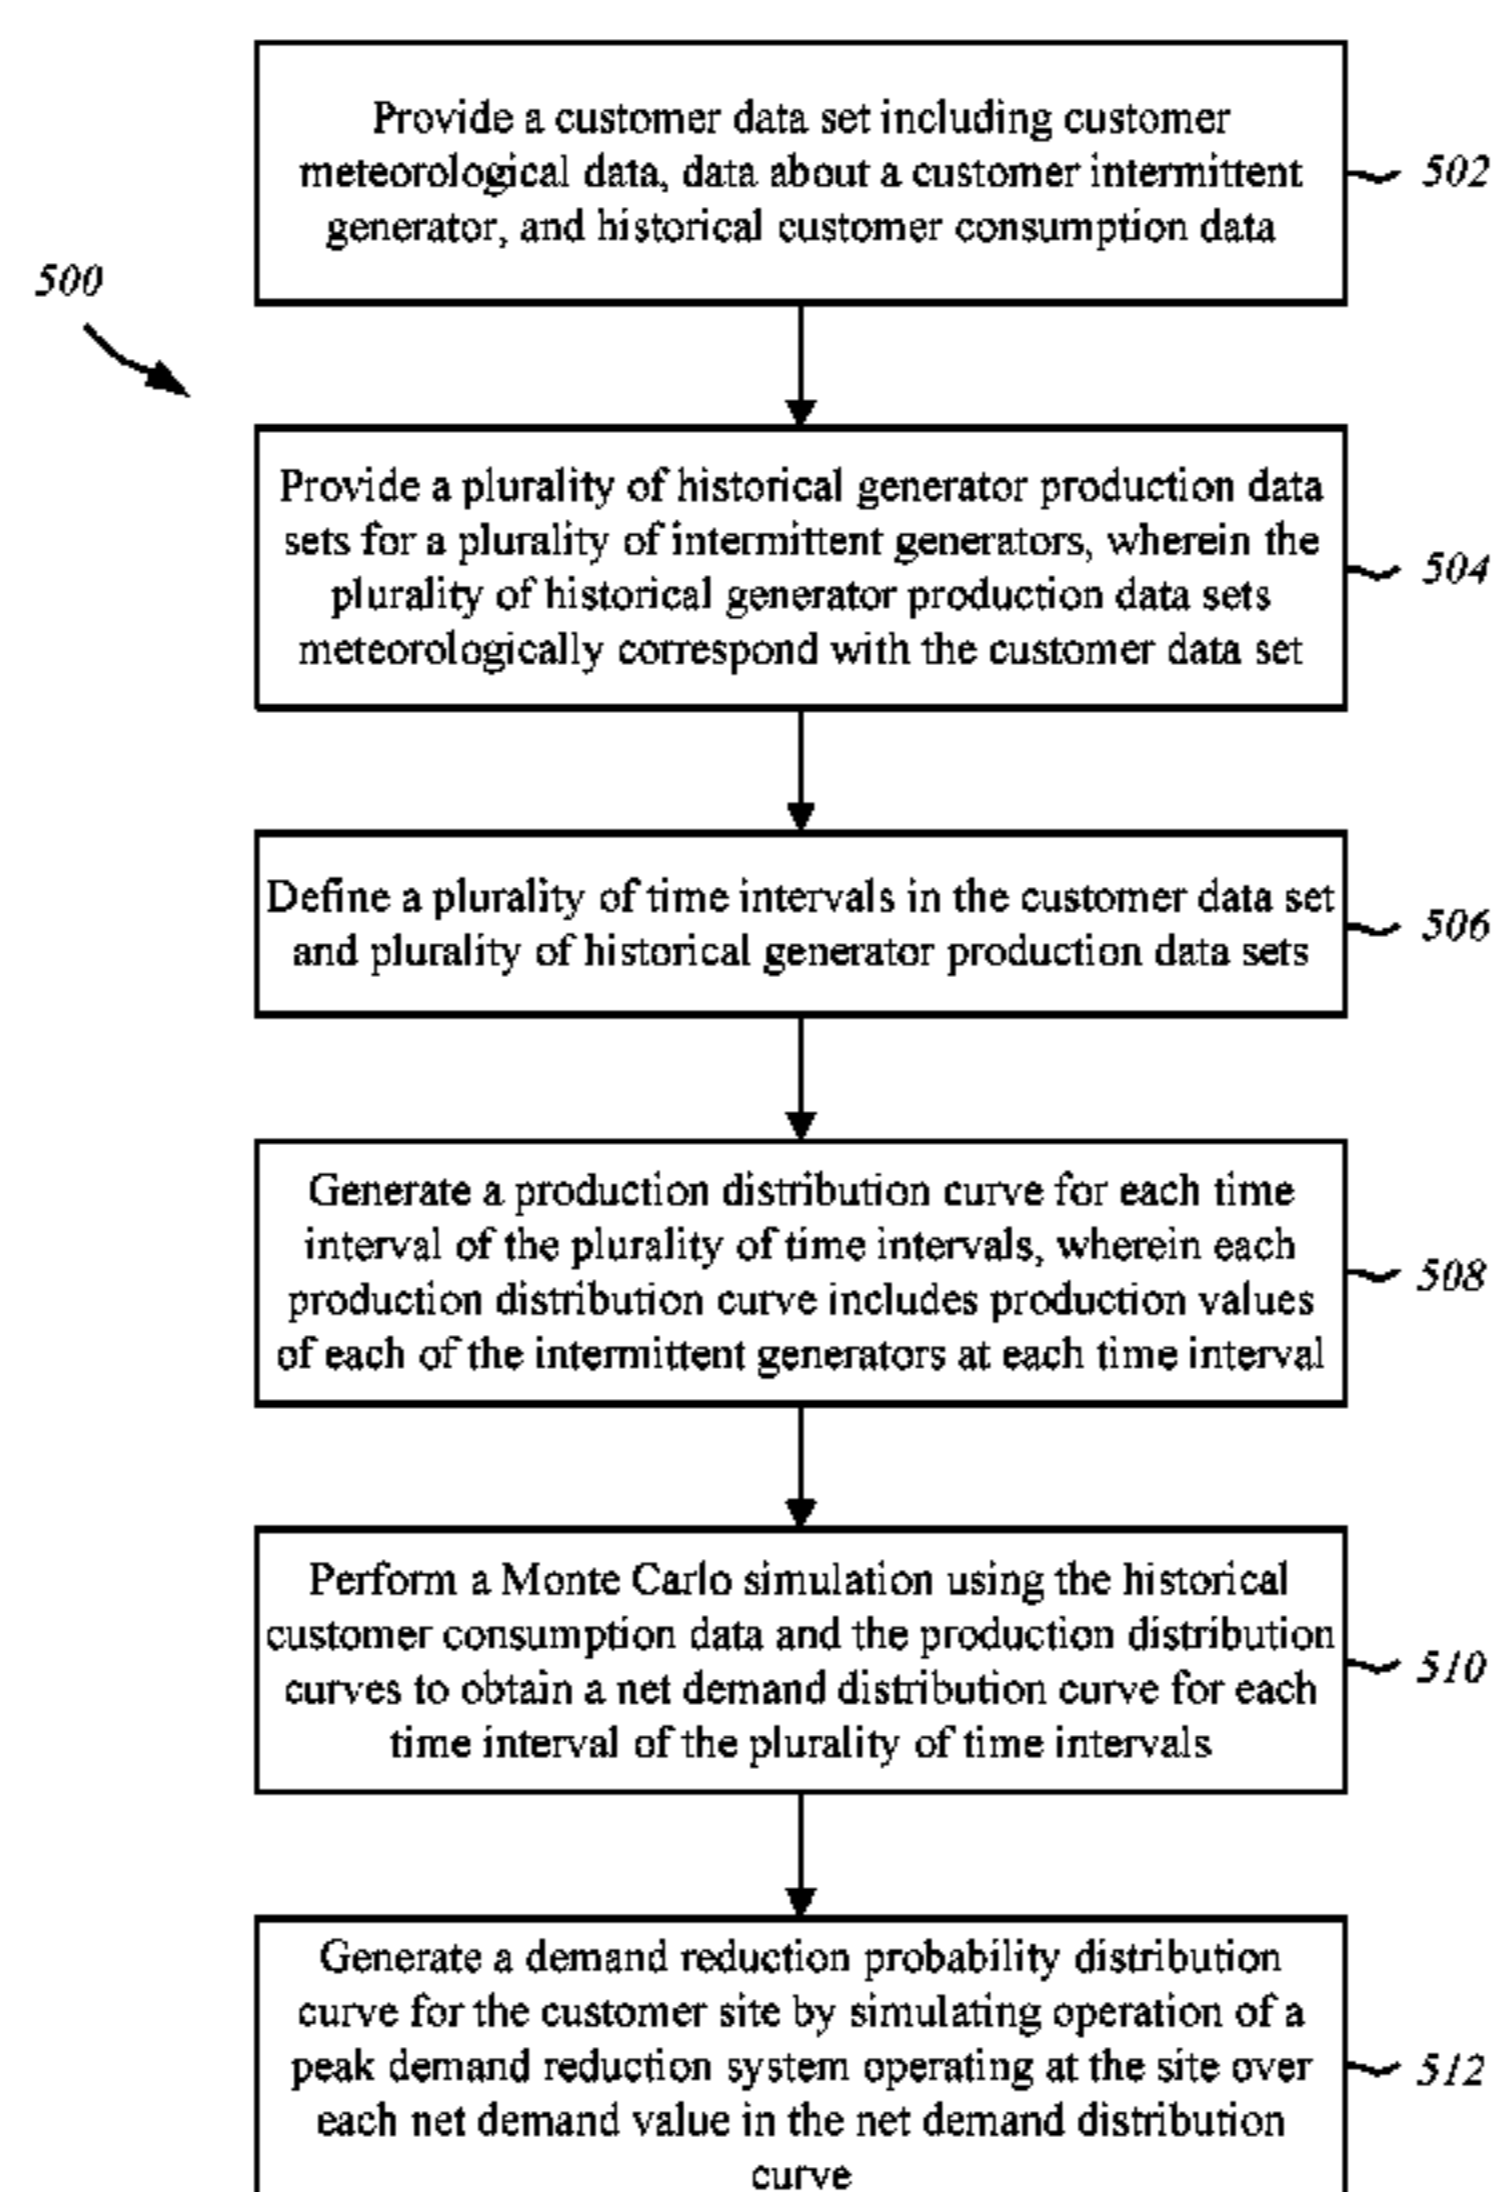 Provide a customer data set including customer
meteorological data, data about a customer intermittent
generator, and historical customer consumption data
502
500
Provide a plurality of historical generator production data
sets for a plurality of intermittent generators, wherein the
plurality of historical generator production data sets
meteorologically correspond with the customer data set
504
Define a plurality of time intervals in the customer data set
and plurality of historical generator production data sets
506
Generate a production distribution curve for each time
interval of the plurality of time intervals, wherein each
production distribution curve includes production values
of each of the intermittent generators at each time interval
508
Perform a Monte Carlo simulation using the historical
customer consumption data and the production distribution
curves to obtain a net demand distribution curve for each
time interval of the plurality of time intervals
510
Generate a demand reduction probability distribution
curve for the customer site by simulating operation of a
peak demand reduction system operating at the site over
each net demand value in the net demand distribution
curve
512